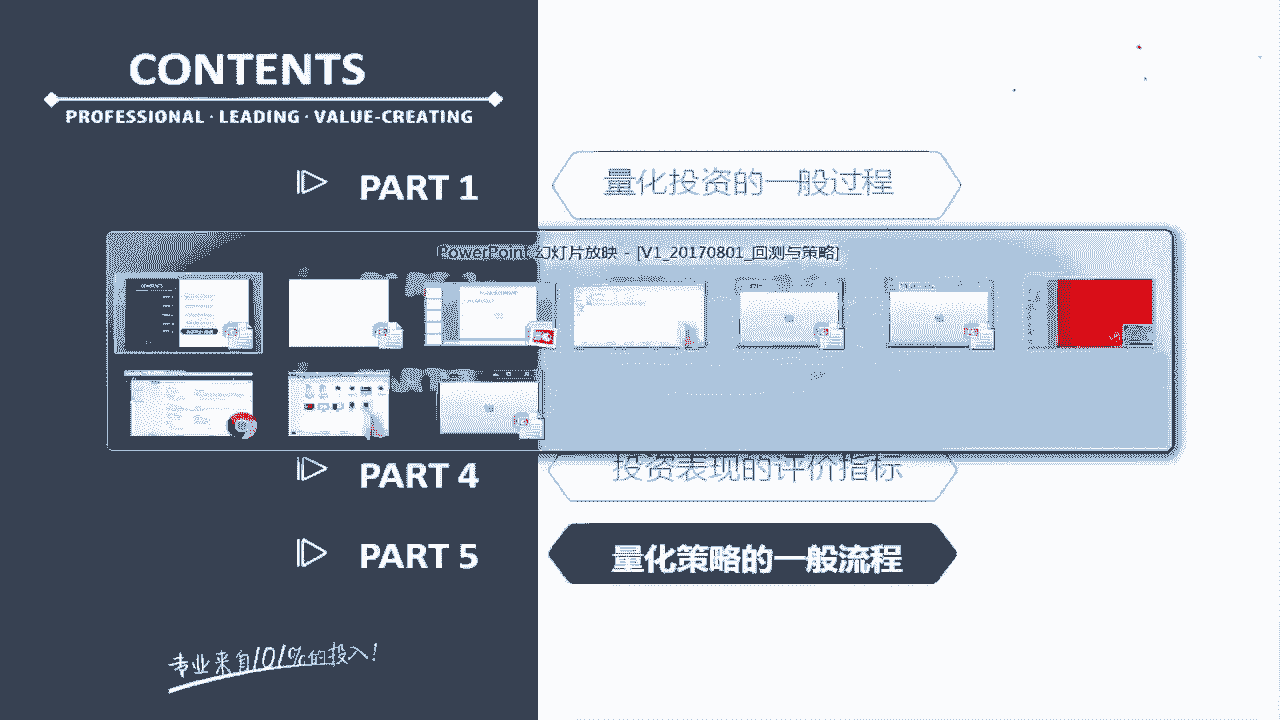 CONTENTS
PROFESSIONAL · LEADING · VALUE-CREATING
PART 1
量化投资的一般过程
PowerPoint 幻灯片放映 - [V1_20170801_回测与策略]
PART 4
投资表现的评价指标
PART 5
量化策略的一般流程
专业来自101%的投入!